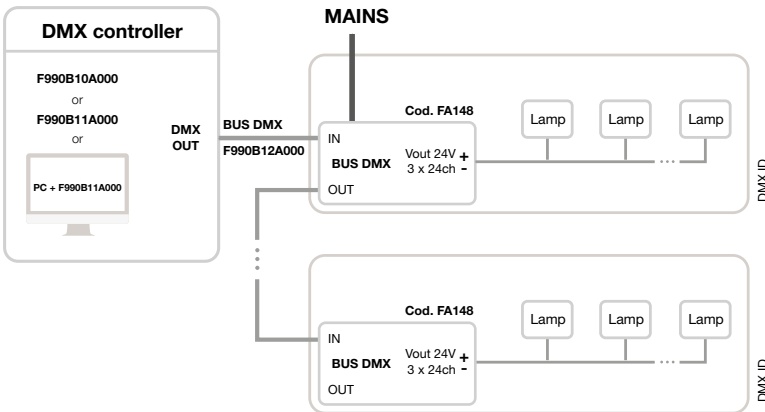 DMX controller
F990B10A000
or
F990B11A000
or
PC + F990B11A000
DMX
OUT
BUS DMX
F990B12A000
MAINS
Cod. FA148
IN
BUS DMX
OUT
Vout 24V + 
3 x 24ch -
Lamp
Lamp
Lamp
...
DMX ID
Cod. FA148
IN
BUS DMX
OUT
Vout 24V +
3 x 24ch -
Lamp
Lamp
Lamp
...
DMX ID